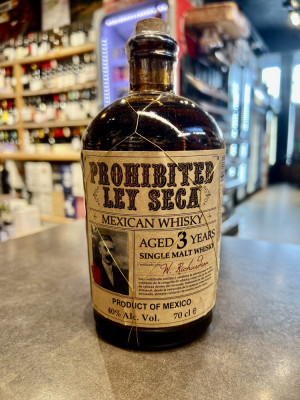 PROHIBITED
LEY SECA
MEXICAN WHISKY
AGED 3 YEARS
SINGLE MALT WHISKY
W. Richardson
PRODUCT OF MEXICO
40% Alc. Vol. 70 cl e